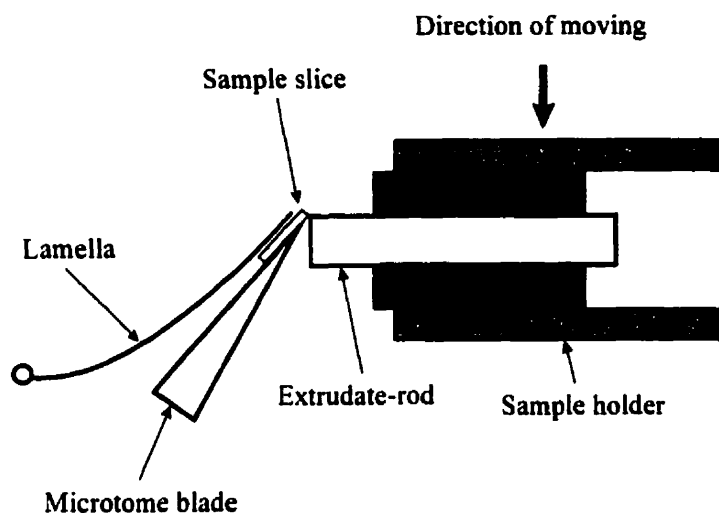 Direction of moving
Sample slice
Lamella
Extrudate-rod
Sample holder
Microtome blade